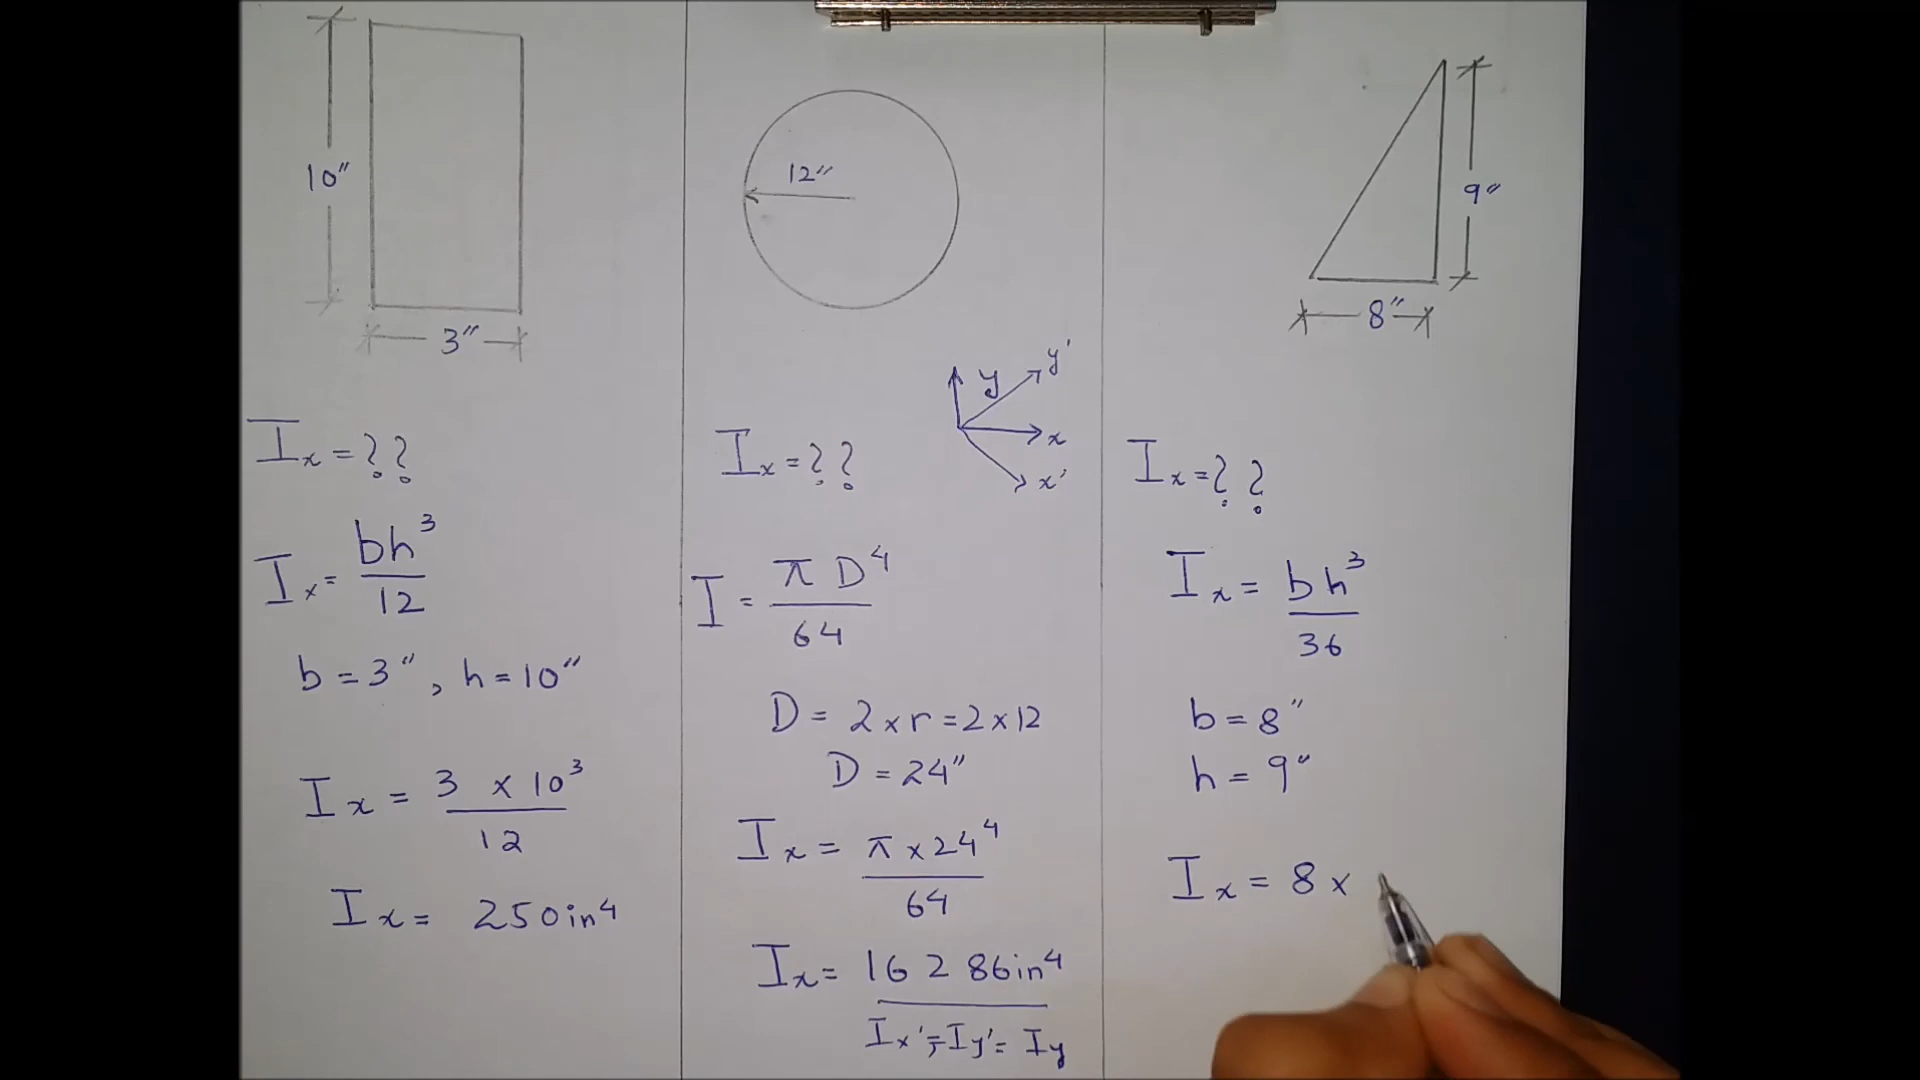 10"
3"
Iₓ = ??
Iₓ = bh³/12
b = 3", h = 10"
Iₓ = 3 × 10³/12
Iₓ = 250in⁴
12"
y y'
x
x'
Iₓ = ??
I = πD⁴/64
D = 2 × r = 2 × 12
D = 24"
Iₓ = π × 24⁴/64
Iₓ = 16286in⁴
Iₓ' = Iy' = Iy
9"
8"
Iₓ = ??
Iₓ = bh³/36
b = 8"
h = 9"
Iₓ = 8 ×